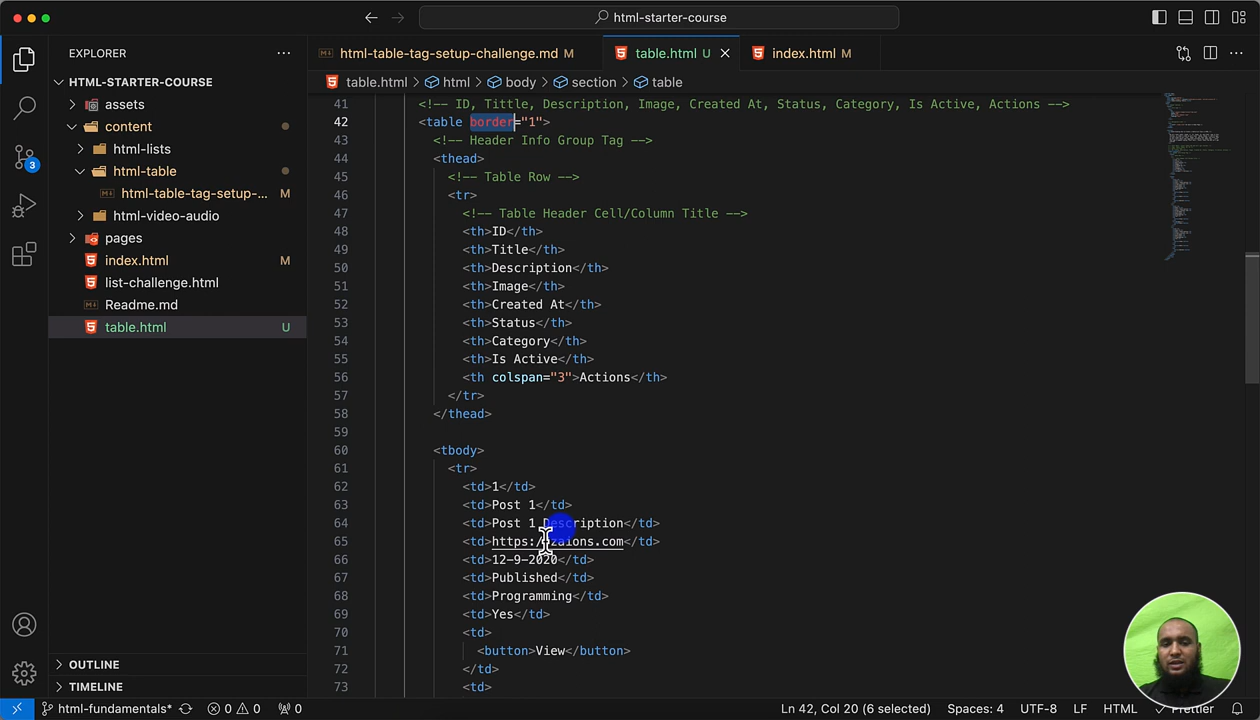 html-starter-course
EXPLORER
HTML-STARTER-COURSE
assets
content
html-lists
html-table
html-table-tag-setup-... M
html-video-audio
pages
index.html M
list-challenge.html
Readme.md
table.html U
OUTLINE
TIMELINE
3
html-table-tag-setup-challenge.md M
table.html U
index.html M
table.html > html > body > section > table
41 <!-- ID, Tittle, Description, Image, Created At, Status, Category, Is Active, Actions -->
42 <table border="1">
43 <!-- Header Info Group Tag -->
44 <thead>
45 <!-- Table Row -->
46 <tr>
47 <!-- Table Header Cell/Column Title -->
48 <th>ID</th>
49 <th>Title</th>
50 <th>Description</th>
51 <th>Image</th>
52 <th>Created At</th>
53 <th>Status</th>
54 <th>Category</th>
55 <th>Is Active</th>
56 <th colspan="3">Actions</th>
57 </tr>
58 </thead>
59
60 <tbody>
61 <tr>
62 <td>1</td>
63 <td>Post 1</td>
64 <td>Post 1 Description</td>
65 <td>https://zaions.com</td>
66 <td>12-9-2020</td>
67 <td>Published</td>
68 <td>Programming</td>
69 <td>Yes</td>
70 <td>
71 <button>View</button>
72 </td>
73 <td>
html-fundamentals* 0 0 0 Ln 42, Col 20 (6 selected) Spaces: 4 UTF-8 LF HTML Prettier